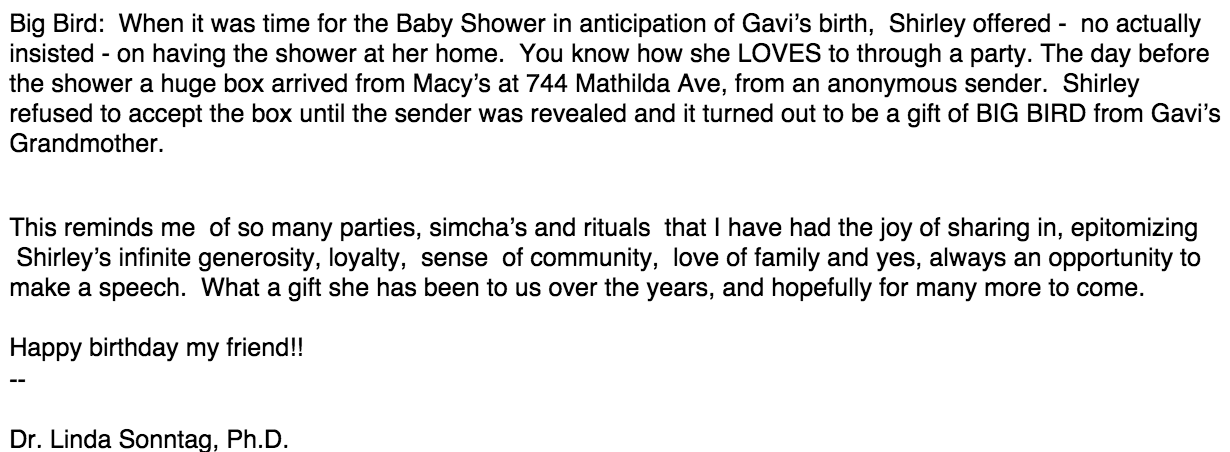 Big Bird:  When it was time for the Baby Shower in anticipation of Gavi’s birth,  Shirley offered -  no actually
insisted - on having the shower at her home.  You know how she LOVES to through a party. The day before
the shower a huge box arrived from Macy’s at 744 Mathilda Ave, from an anonymous sender.  Shirley
refused to accept the box until the sender was revealed and it turned out to be a gift of BIG BIRD from Gavi’s
Grandmother.
This reminds me  of so many parties, simcha’s and rituals  that I have had the joy of sharing in, epitomizing
Shirley’s infinite generosity, loyalty,  sense  of community,  love of family and yes, always an opportunity to
make a speech.  What a gift she has been to us over the years, and hopefully for many more to come.
Happy birthday my friend!!
--
Dr. Linda Sonntag, Ph.D.